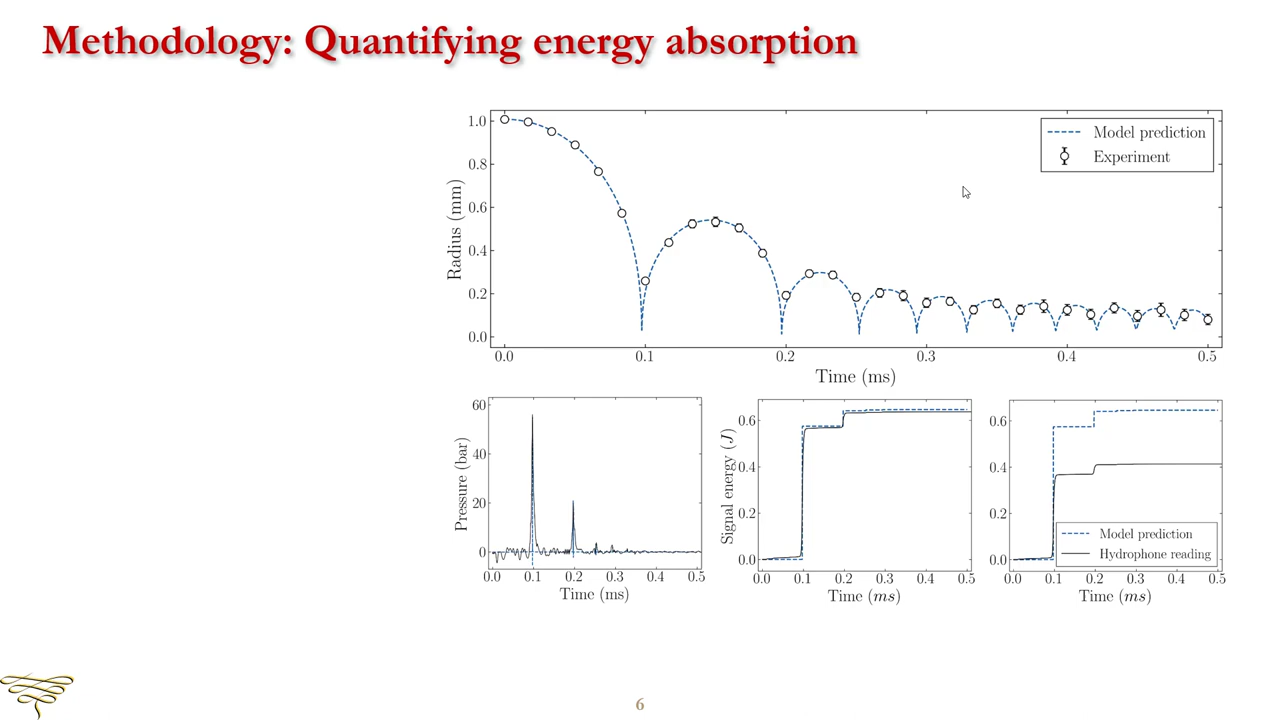 Methodology: Quantifying energy absorption
1.0
0.8
0.6
0.4
0.2
0.0
Radius (mm)
Model prediction
Experiment
0.0 0.1 0.2 0.3 0.4 0.5
Time (ms)
60
40
20
0
Pressure (bar)
0.0 0.1 0.2 0.3 0.4 0.5
Time (ms)
0.6
0.4
0.2
0.0
Signal energy (J)
0.0 0.1 0.2 0.3 0.4 0.5
Time (ms)
0.6
0.4
0.2
0.0
Model prediction
Hydrophone reading
0.0 0.1 0.2 0.3 0.4 0.5
Time (ms)
6